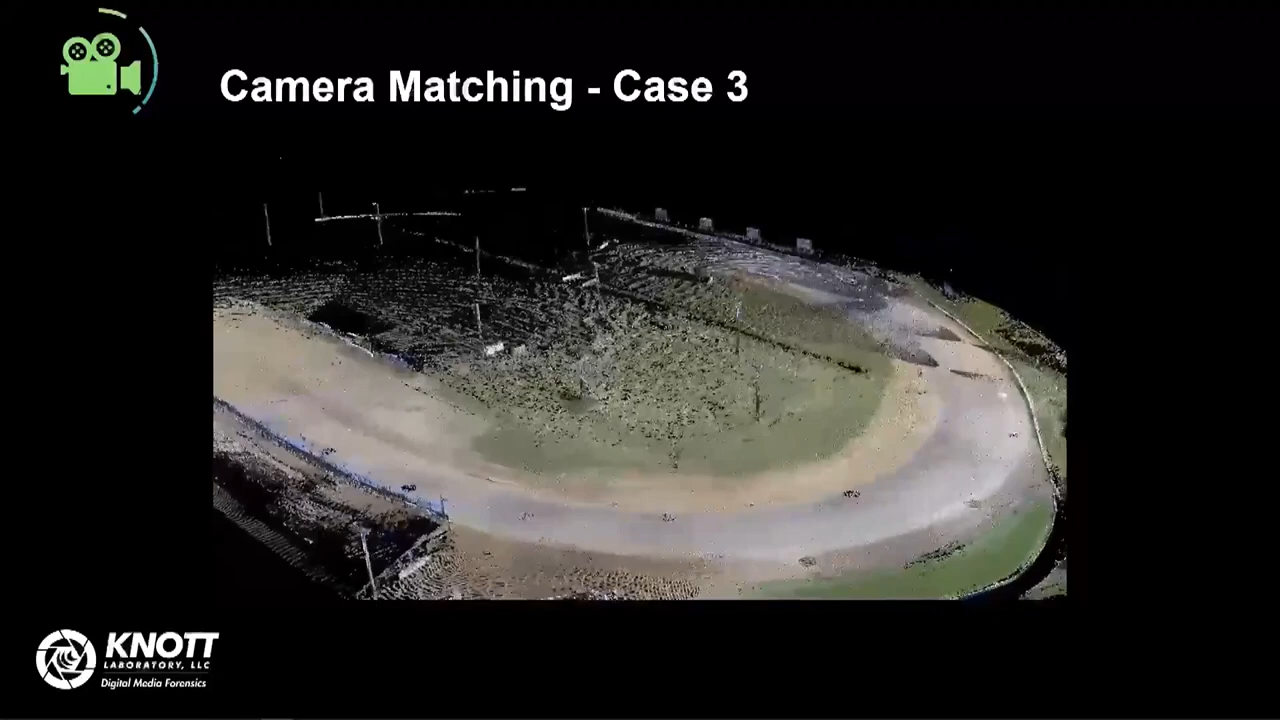 Camera Matching - Case 3
KNOTT
LABORATORY, LLC
Digital Media Forensics